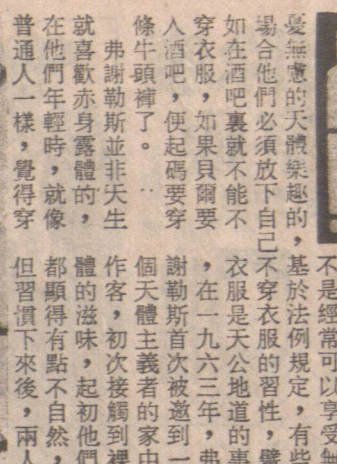 不是經常可以享受無
憂無慮的天體樂趣的,基於法例規定,有些
場合他們必須放下自己不穿衣服的習性,譬
如在酒吧裏就不能不
穿衣服,如果貝爾要
入酒吧,便起碼要穿
條牛頭褲了。
弗謝勒斯並非天生
就喜歡赤身露體的,
在他們年輕時,就像
普通人一樣,覺得穿
衣服是天公地道的事
,在一九六三年,弗
謝勒斯首次被邀到一
個天體主義者的家中
作客,初次接觸到裸
體的滋味,起初他們
都顯得有點不自然,
但習慣下來後,兩人